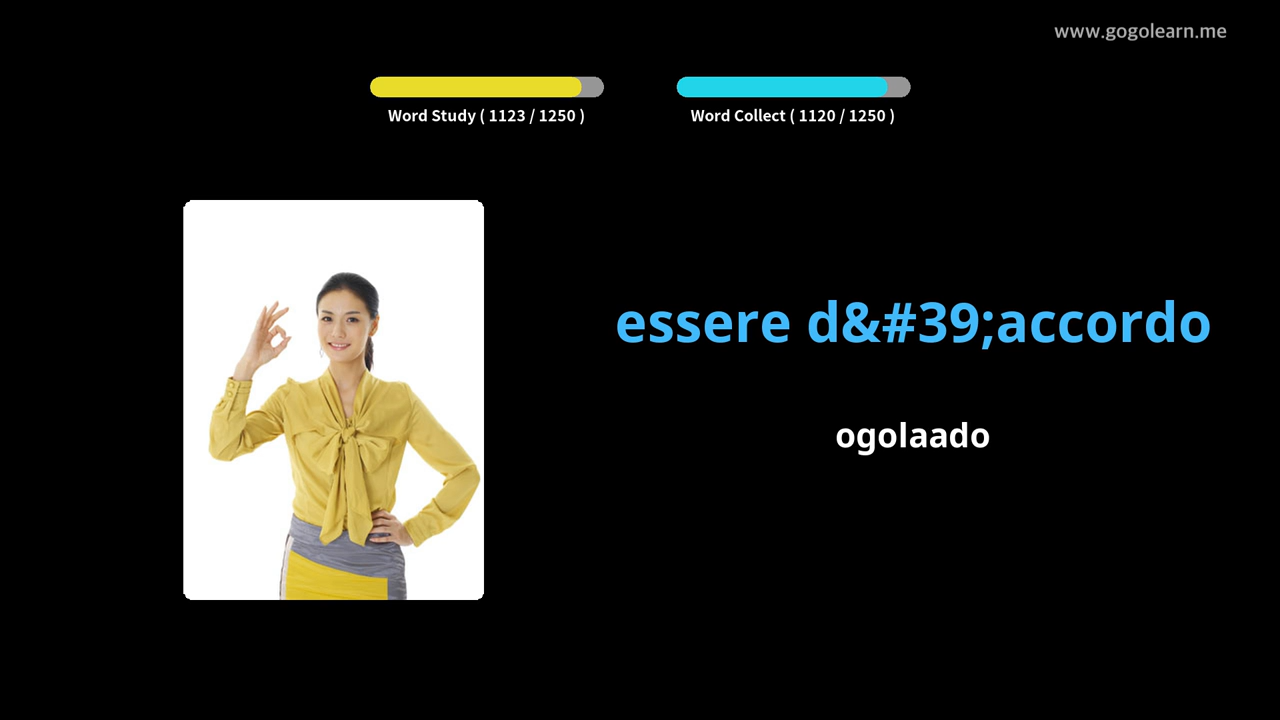 www.gogolearn.me
Word Study ( 1123 / 1250 )
Word Collect ( 1120 / 1250 )
essere d&#39;accordo
ogolaado